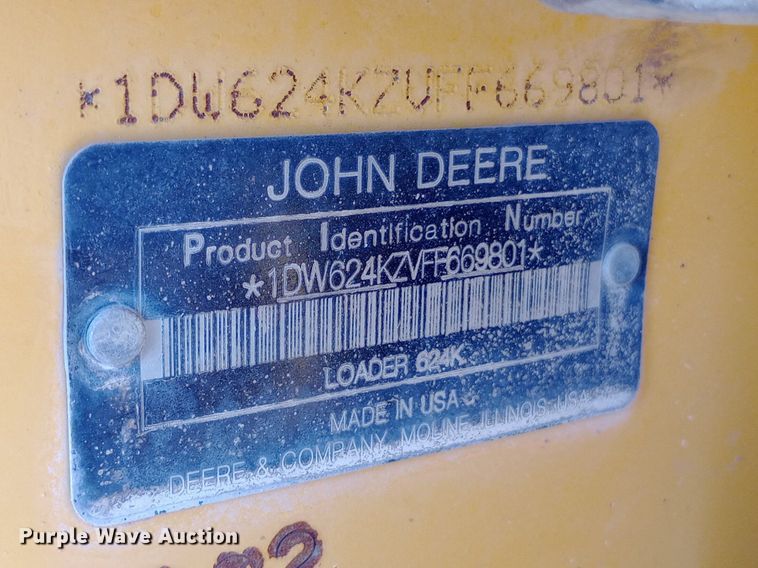 *1DW624KZVFF669801*
JOHN DEERE
Product Identification Number
*1DW624KZVFF669801*
LOADER 624K
MADE IN USA
DEERE & COMPANY MOLINE, ILLINOIS USA
Purple Wave Auction